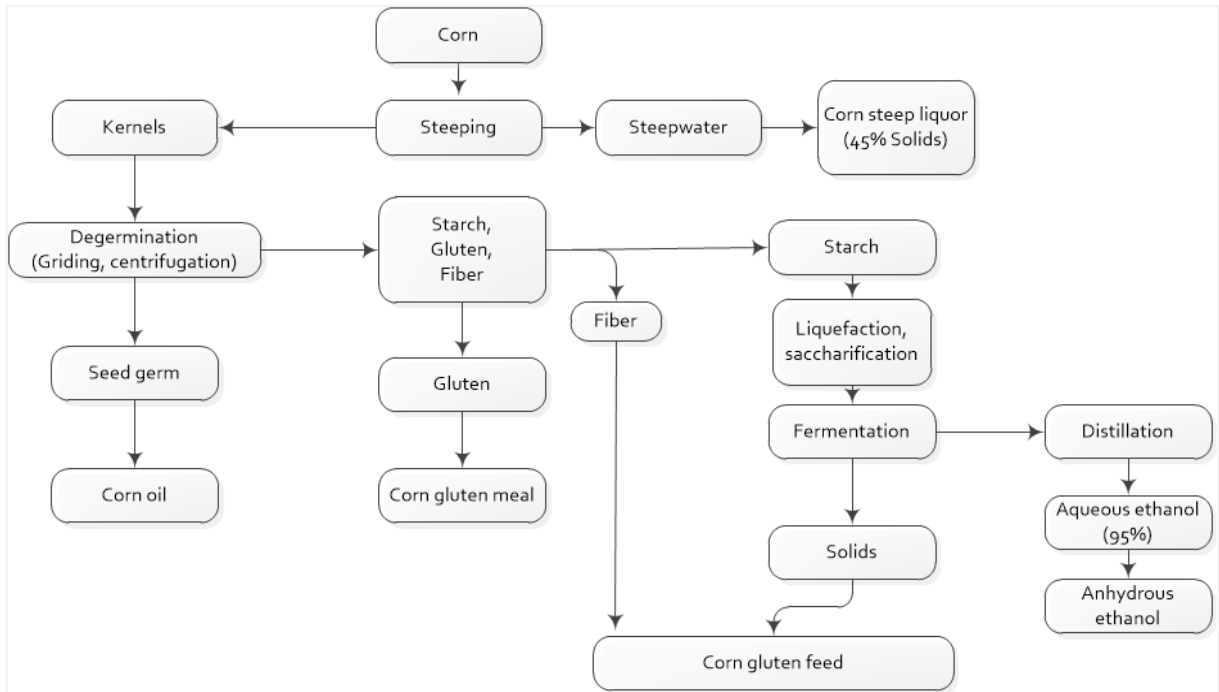 Corn
Kernels
Steeping
Steepwater
Corn steep liquor
(45% Solids)
Degermination
(Griding, centrifugation)
Starch,
Gluten,
Fiber
Starch
Fiber
Liquefaction,
saccharification
Seed germ
Gluten
Fermentation
Distillation
Corn oil
Corn gluten meal
Aqueous ethanol
(95%)
Solids
Anhydrous
ethanol
Corn gluten feed